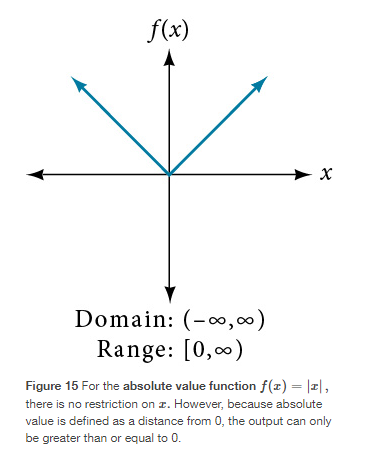 f(x)
x
Domain: (−∞,∞)
Range: [0,∞)
Figure 15 For the absolute value function f(x) = |x|,
there is no restriction on x. However, because absolute
value is defined as a distance from 0, the output can only
be greater than or equal to 0.